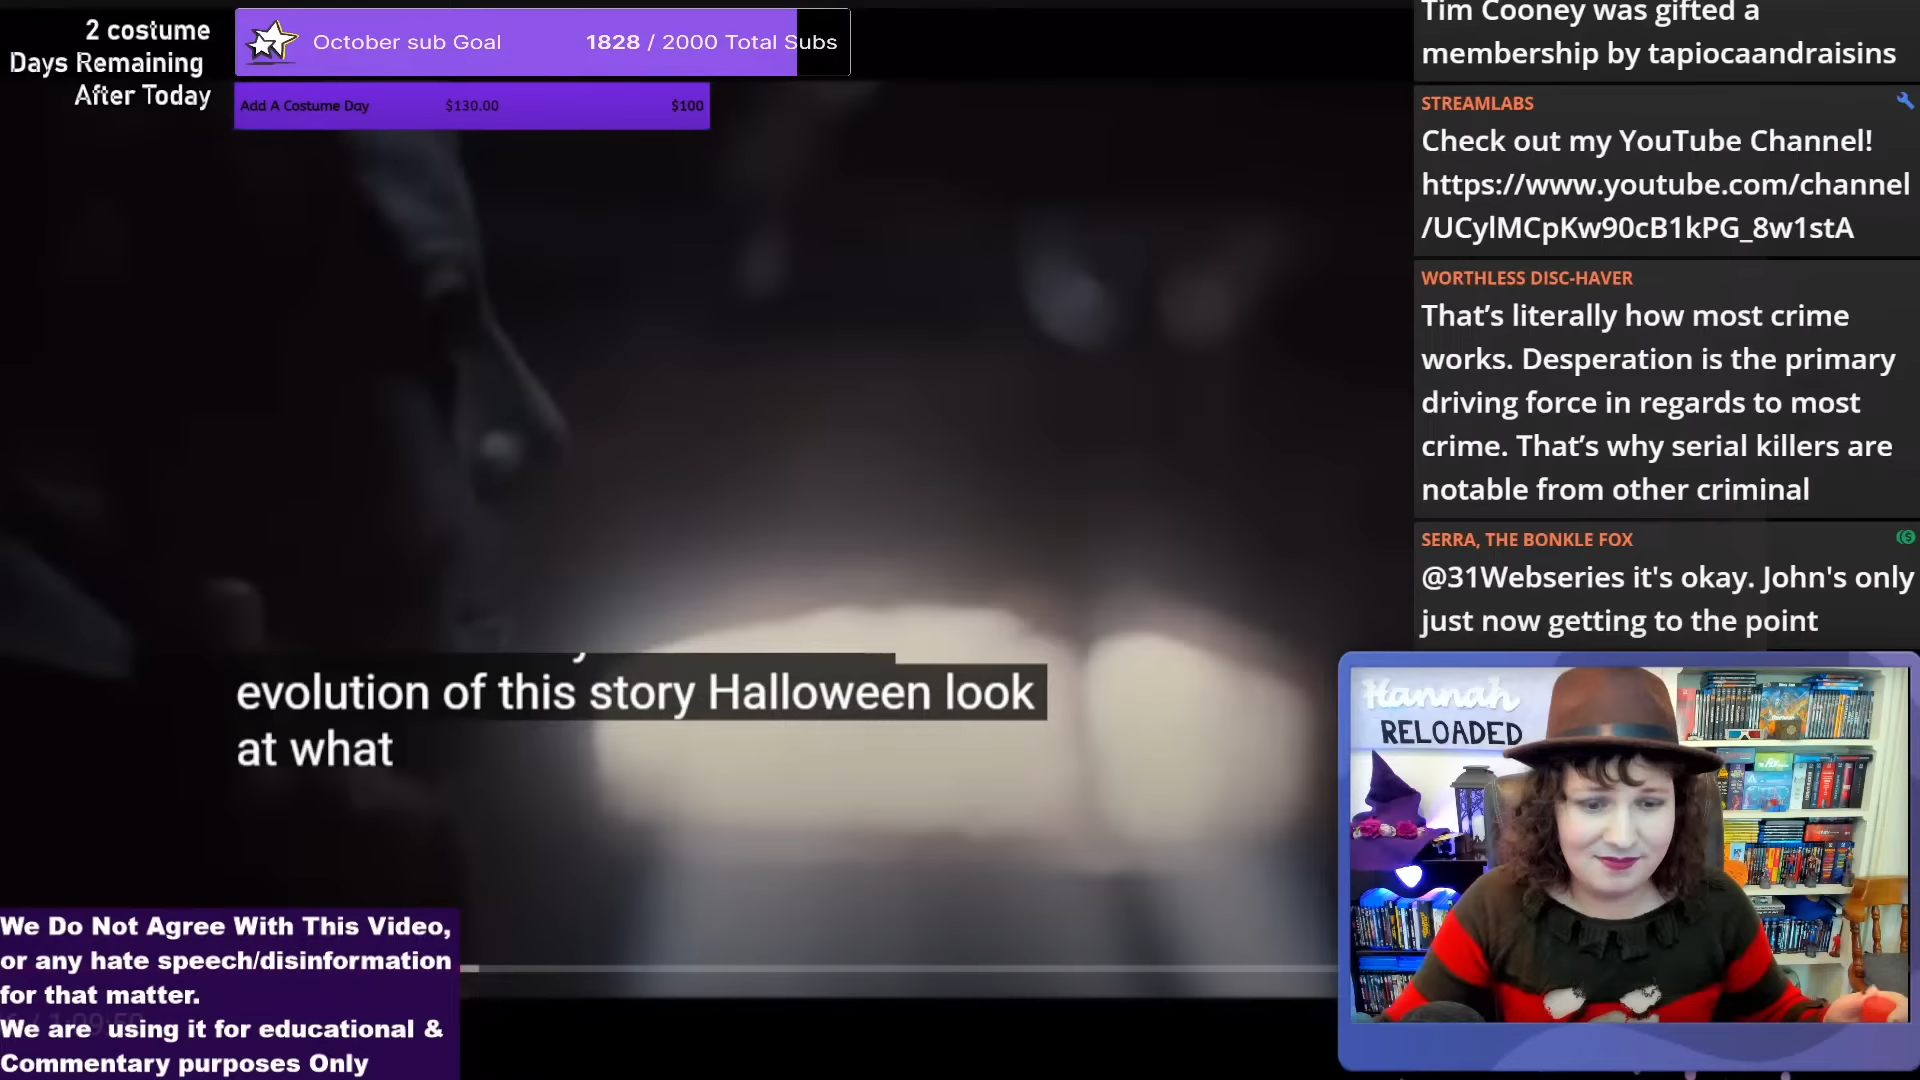 2 costume
Days Remaining
After Today
October sub Goal
1828 / 2000 Total Subs
Add A Costume Day
$130.00
$100
Tim Cooney was gifted a
membership by tapiocaandraisins
STREAMLABS
Check out my YouTube Channel!
https://www.youtube.com/channel
/UCylMCpKw90cB1kPG_8w1stA
WORTHLESS DISC-HAVER
That’s literally how most crime
works. Desperation is the primary
driving force in regards to most
crime. That’s why serial killers are
notable from other criminal
SERRA, THE BONKLE FOX
@31Webseries it's okay. John's only
just now getting to the point
evolution of this story Halloween look
at what
Hannah
RELOADED
We Do Not Agree With This Video,
or any hate speech/disinformation
for that matter.
We are using it for educational &
Commentary purposes Only